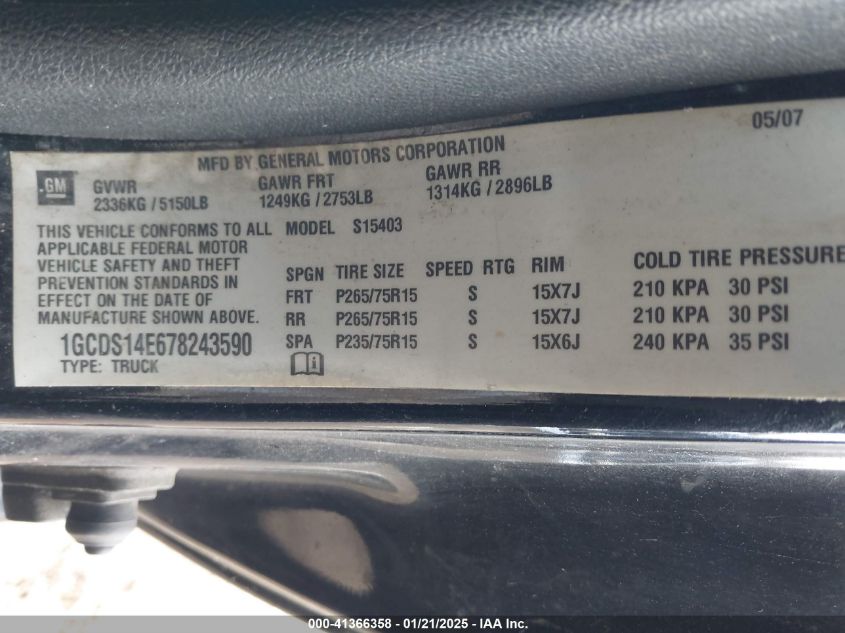 05/07
MFD BY GENERAL MOTORS CORPORATION
GM
GVWR GAWR FRT GAWR RR
2336KG / 5150LB 1249KG / 2753LB 1314KG / 2896LB
THIS VEHICLE CONFORMS TO ALL MODEL S15403
APPLICABLE FEDERAL MOTOR
VEHICLE SAFETY AND THEFT
PREVENTION STANDARDS IN
EFFECT ON THE DATE OF
MANUFACTURE SHOWN ABOVE.
1GCDS14E678243590
TYPE: TRUCK
SPGN TIRE SIZE SPEED RTG RIM COLD TIRE PRESSURE
FRT P265/75R15 S 15X7J 210 KPA 30 PSI
RR P265/75R15 S 15X7J 210 KPA 30 PSI
SPA P235/75R15 S 15X6J 240 KPA 35 PSI
000-41366358 - 01/21/2025 - IAADN